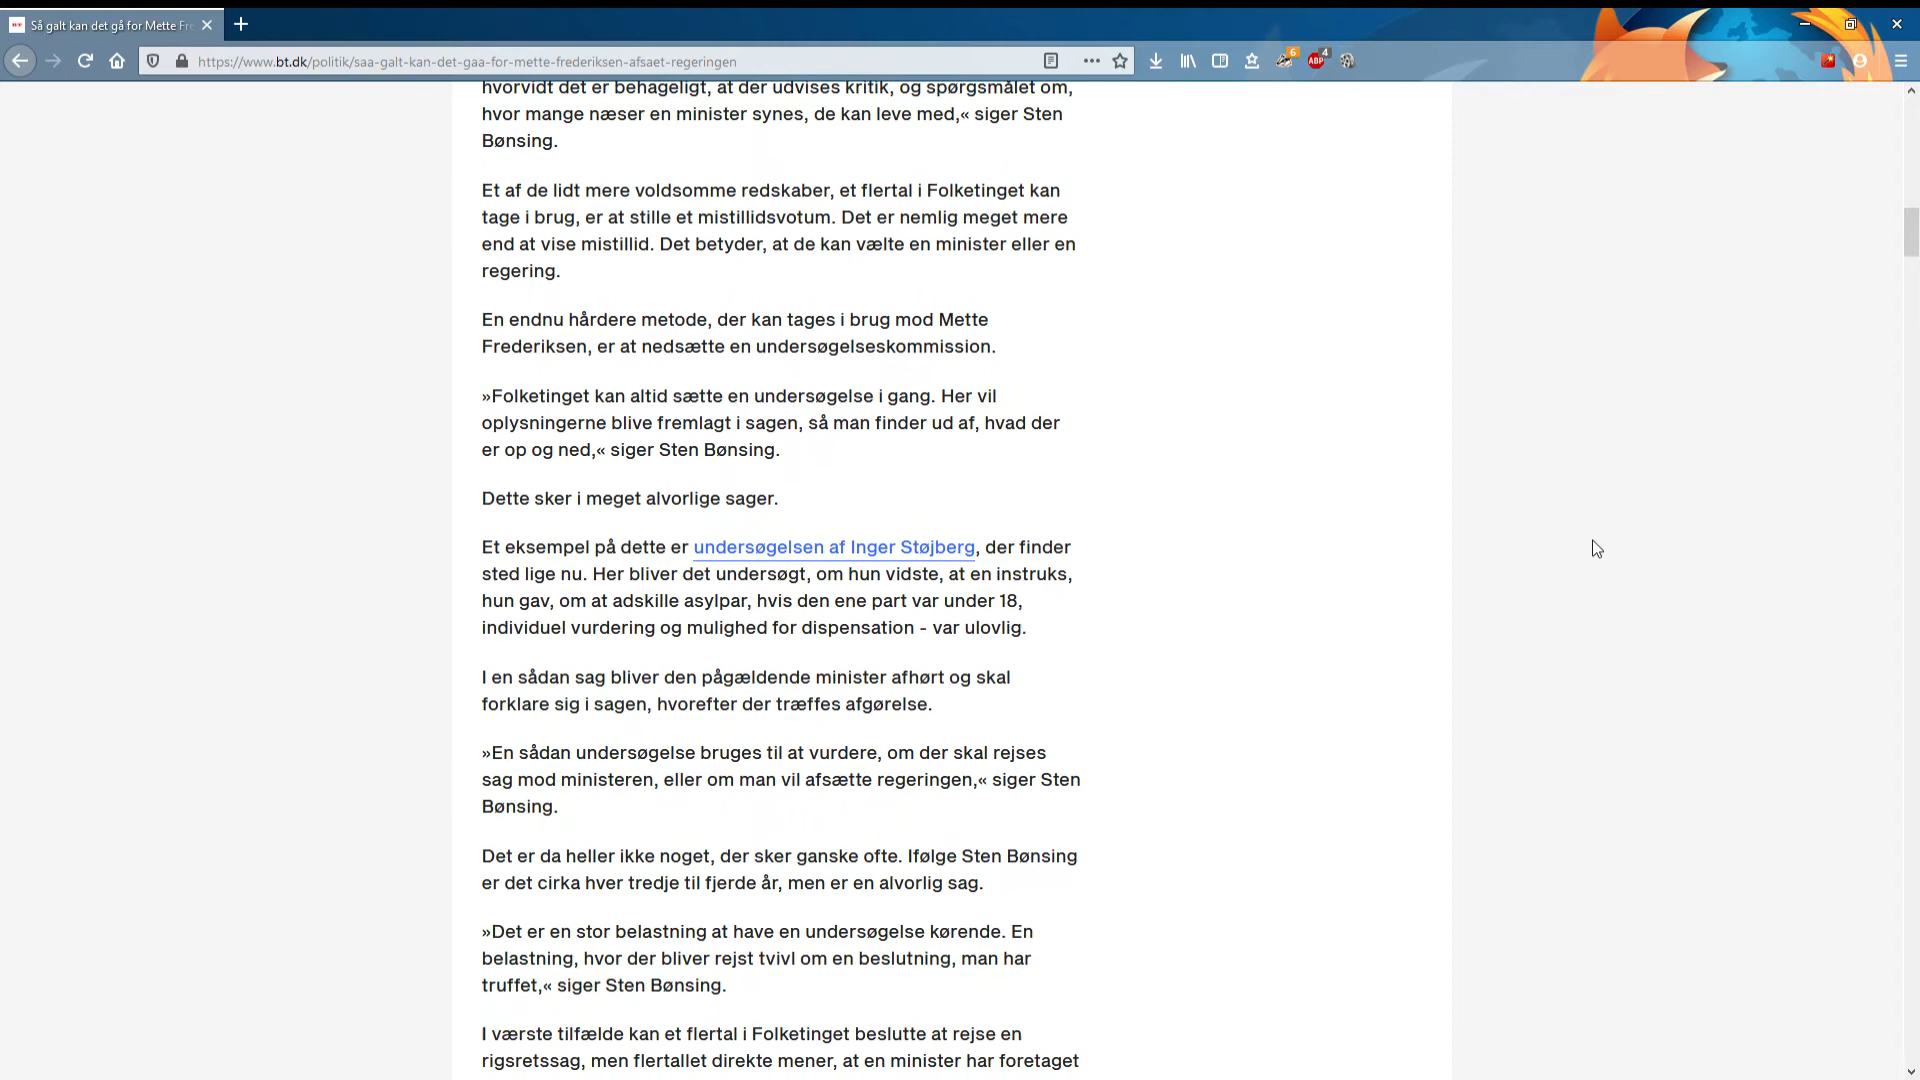 Så galt kan det gå for Mette Fre
https://www.bt.dk/politik/saa-galt-kan-det-gaa-for-mette-frederiksen-afsaet-regeringen
6
ABP
4
hvorvidt det er behageligt, at der udvises kritik, og spørgsmålet om,
hvor mange næser en minister synes, de kan leve med,« siger Sten
Bønsing.
Et af de lidt mere voldsomme redskaber, et flertal i Folketinget kan
tage i brug, er at stille et mistillidsvotum. Det er nemlig meget mere
end at vise mistillid. Det betyder, at de kan vælte en minister eller en
regering.
En endnu hårdere metode, der kan tages i brug mod Mette
Frederiksen, er at nedsætte en undersøgelseskommission.
»Folketinget kan altid sætte en undersøgelse i gang. Her vil
oplysningerne blive fremlagt i sagen, så man finder ud af, hvad der
er op og ned,« siger Sten Bønsing.
Dette sker i meget alvorlige sager.
Et eksempel på dette er undersøgelsen af Inger Støjberg, der finder
sted lige nu. Her bliver det undersøgt, om hun vidste, at en instruks,
hun gav, om at adskille asylpar, hvis den ene part var under 18,
individuel vurdering og mulighed for dispensation - var ulovlig.
I en sådan sag bliver den pågældende minister afhørt og skal
forklare sig i sagen, hvorefter der træffes afgørelse.
»En sådan undersøgelse bruges til at vurdere, om der skal rejses
sag mod ministeren, eller om man vil afsætte regeringen,« siger Sten
Bønsing.
Det er da heller ikke noget, der sker ganske ofte. Ifølge Sten Bønsing
er det cirka hver tredje til fjerde år, men er en alvorlig sag.
»Det er en stor belastning at have en undersøgelse kørende. En
belastning, hvor der bliver rejst tvivl om en beslutning, man har
truffet,« siger Sten Bønsing.
I værste tilfælde kan et flertal i Folketinget beslutte at rejse en
rigsretssag, men flertallet direkte mener, at en minister har foretaget